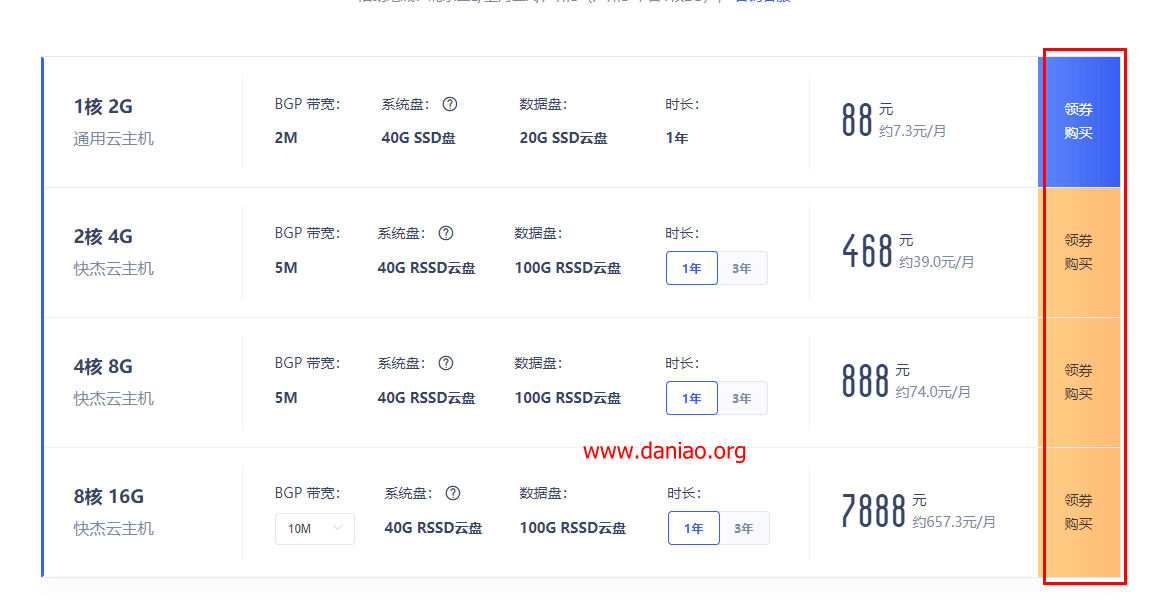 1核 2G
通用云主机
BGP 带宽:
2M
系统盘:
40G SSD盘
数据盘:
20G SSD云盘
时长:
1年
88 元
约7.3元/月
领券
购买
2核 4G
快杰云主机
BGP 带宽:
5M
系统盘:
40G RSSD云盘
数据盘:
100G RSSD云盘
时长:
1年 3年
468 元
约39.0元/月
领券
购买
4核 8G
快杰云主机
BGP 带宽:
5M
系统盘:
40G RSSD云盘
数据盘:
100G RSSD云盘
时长:
1年 3年
888 元
约74.0元/月
领券
购买
www.daniao.org
8核 16G
快杰云主机
BGP 带宽:
10M
系统盘:
40G RSSD云盘
数据盘:
100G RSSD云盘
时长:
1年 3年
7888 元
约657.3元/月
领券
购买